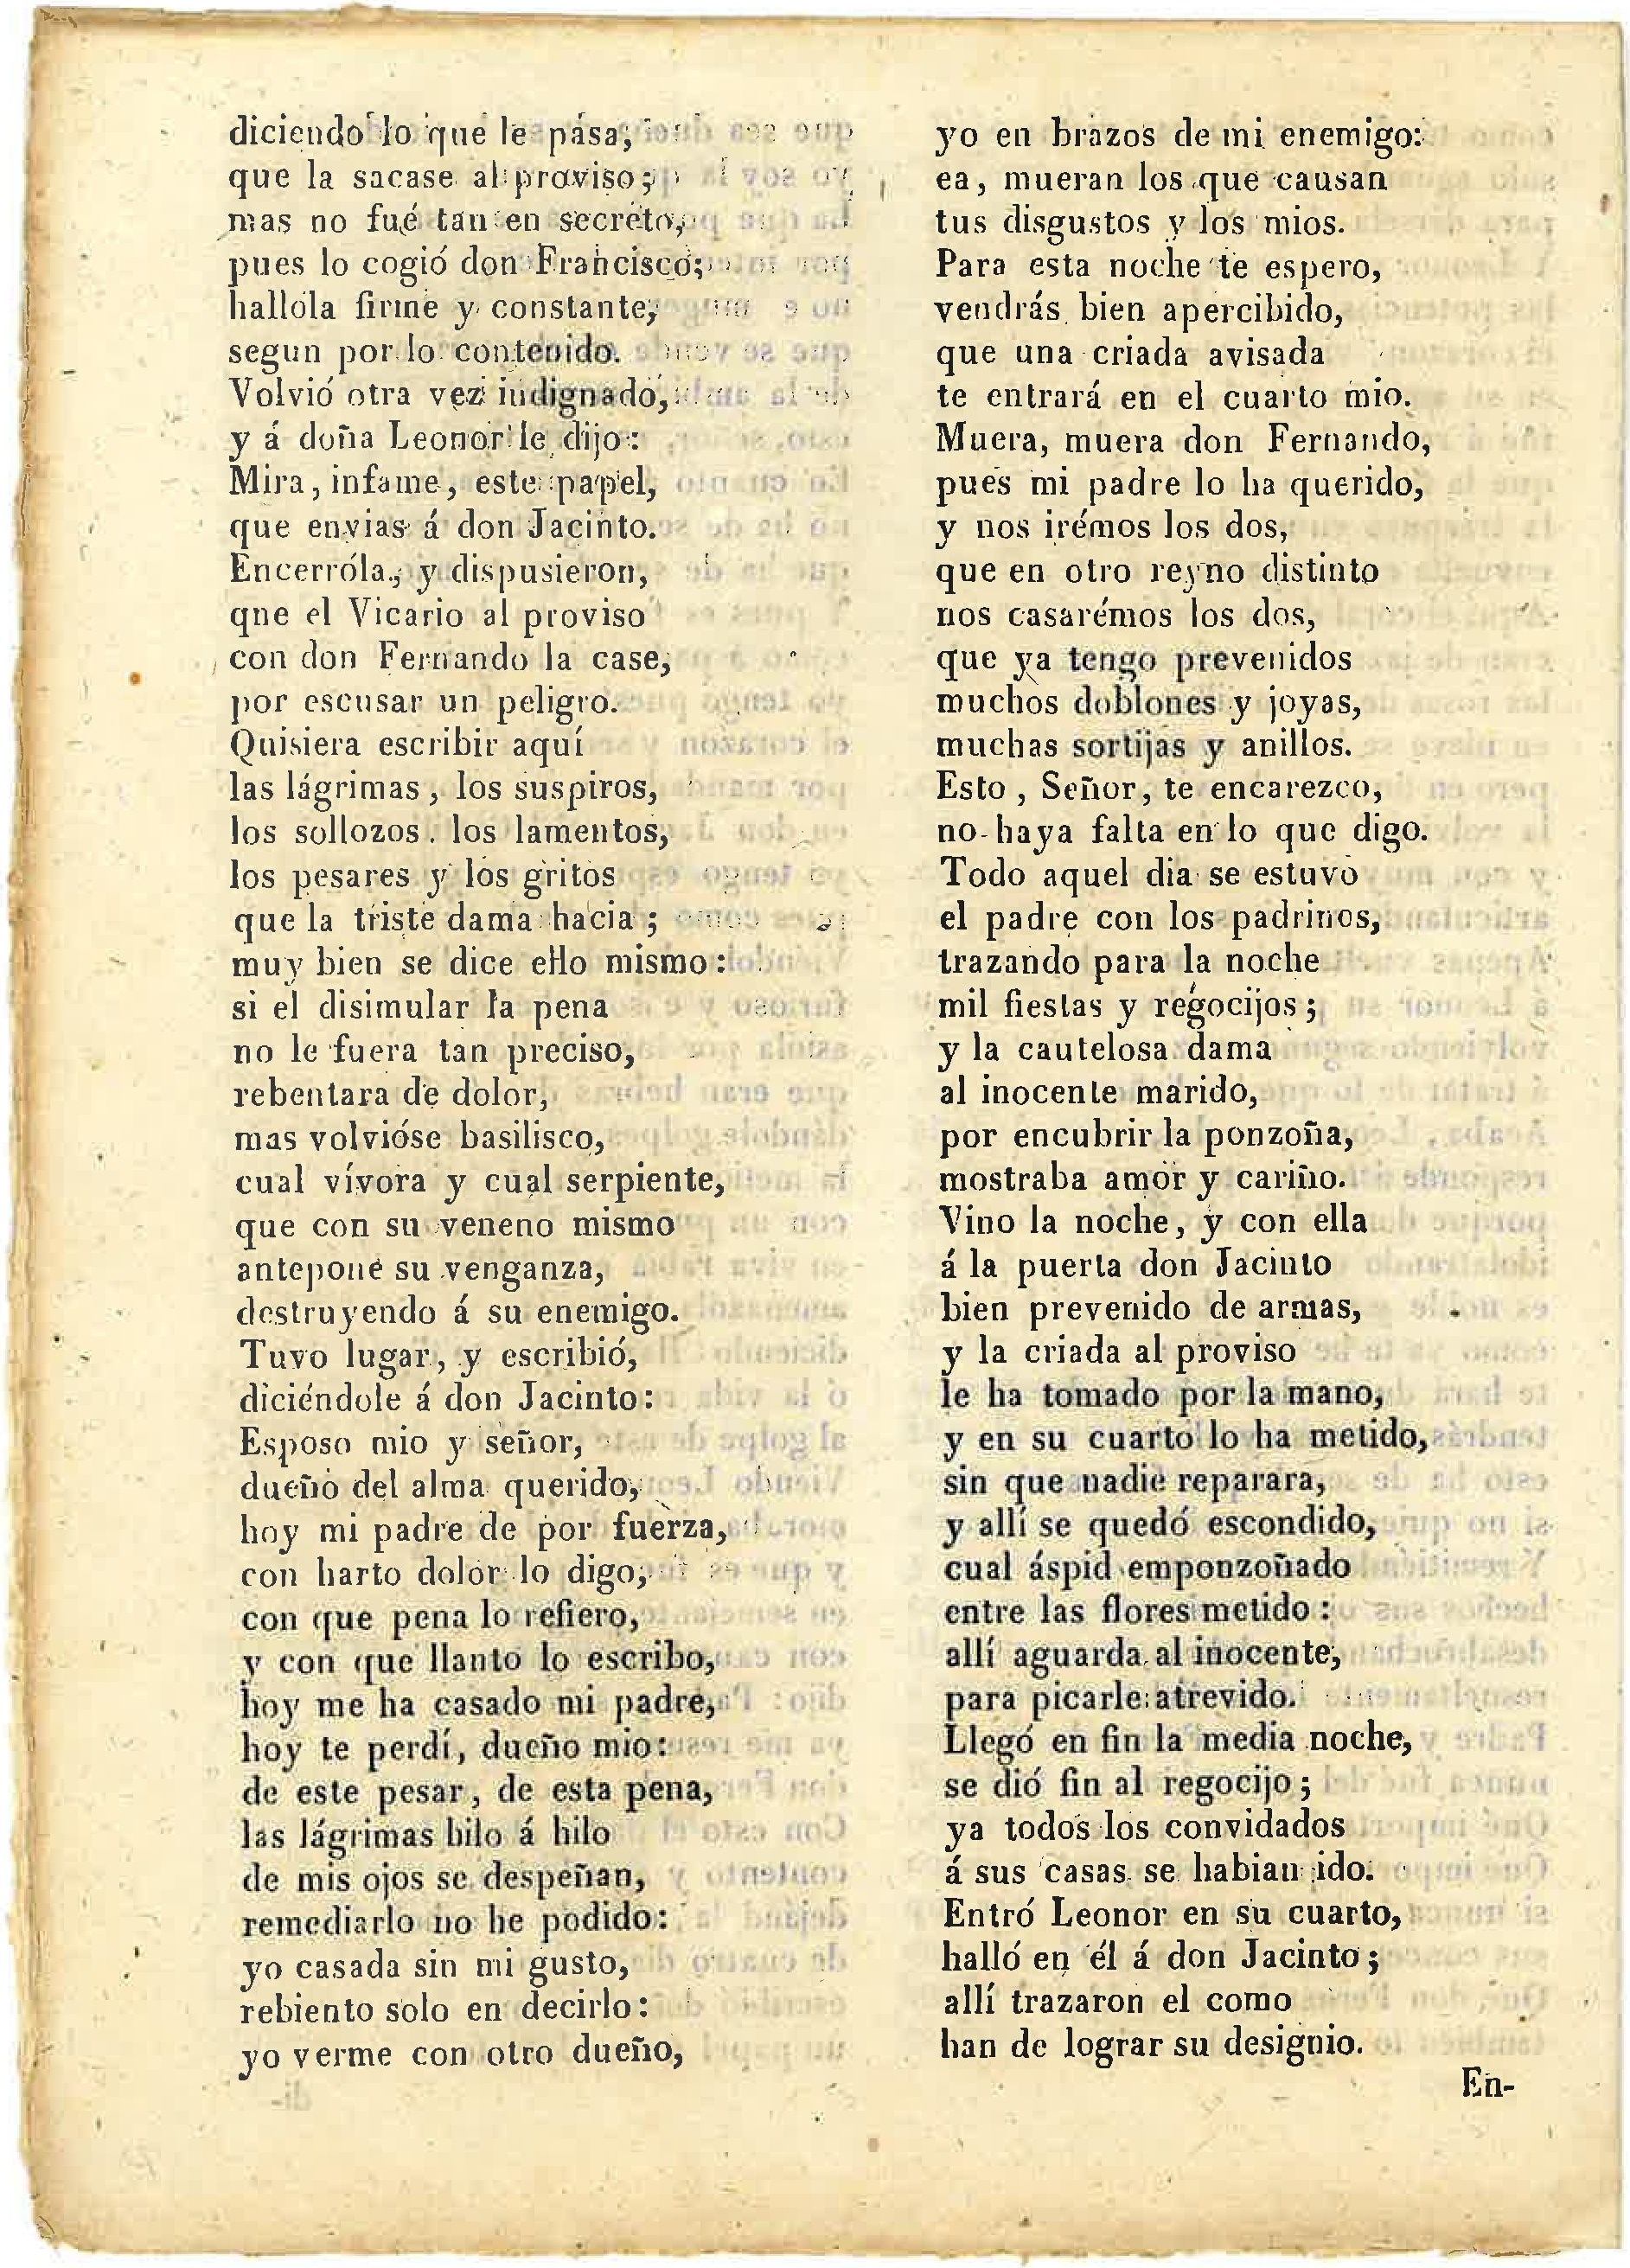 diciendo lo que le pása,
que la sacase al proviso;
mas no fué tan en secreto,
pues lo cogió don Francisco;
hallóla firme y constante,
segun por lo contenido.
Volvió otra vez indignado,
y á doña Leonor le dijo:
Mira, infame, este papel,
que envias á don Jacinto.
Encerróla, y dispusieron,
que el Vicario al proviso
con don Fernando la case,
por escusar un peligro.
Quisiera escribir aquí
las lágrimas, los suspiros,
los sollozos, los lamentos,
los pesares y los gritos
que la triste dama hacia;
muy bien se dice ello mismo:
si el disimular la pena
no le fuera tan preciso,
rebentara de dolor,
mas volvióse basilisco,
cual vívora y cual serpiente,
que con su veneno mismo
antepone su venganza,
destruyendo á su enemigo.
Tuvo lugar, y escribió,
diciéndole á don Jacinto:
Esposo mio y señor,
dueño del alma querido,
hoy mi padre de por fuerza,
con harto dolor lo digo,
con que pena lo refiero,
y con que llanto lo escribo,
hoy me ha casado mi padre,
hoy te perdí, dueño mio:
de este pesar, de esta pena,
las lágrimas hilo á hilo
de mis ojos se despeñan,
remediarlo no he podido:
yo casada sin mi gusto,
rebiento solo en decirlo:
yo verme con otro dueño,
yo en brazos de mi enemigo:
ea, mueran los que causan
tus disgustos y los mios.
Para esta noche te espero,
vendrás bien apercibido,
que una criada avisada
te entrará en el cuarto mio.
Muera, muera don Fernando,
pues mi padre lo ha querido,
y nos irémos los dos,
que en otro reyno distinto
nos casarémos los dos,
que ya tengo prevenidos
muchos doblones y joyas,
muchas sortijas y anillos.
Esto, Señor, te encarezco,
no haya falta en lo que digo.
Todo aquel dia se estuvo
el padre con los padrinos,
trazando para la noche
mil fiestas y regocijos;
y la cautelosa dama
al inocente marido,
por encubrir la ponzoña,
mostraba amor y cariño.
Vino la noche, y con ella
á la puerta don Jacinto
bien prevenido de armas,
y la criada al proviso
le ha tomado por la mano,
y en su cuarto lo ha metido,
sin que nadie reparara,
y allí se quedó escondido,
cual áspid emponzoñado
entre las flores metido:
allí aguarda al inocente,
para picarle atrevido.
Llegó en fin la media noche,
se dió fin al regocijo;
ya todos los convidados
á sus casas se habian ido.
Entró Leonor en su cuarto,
halló en él á don Jacinto;
allí trazaron el como
han de lograr su designio.
En-